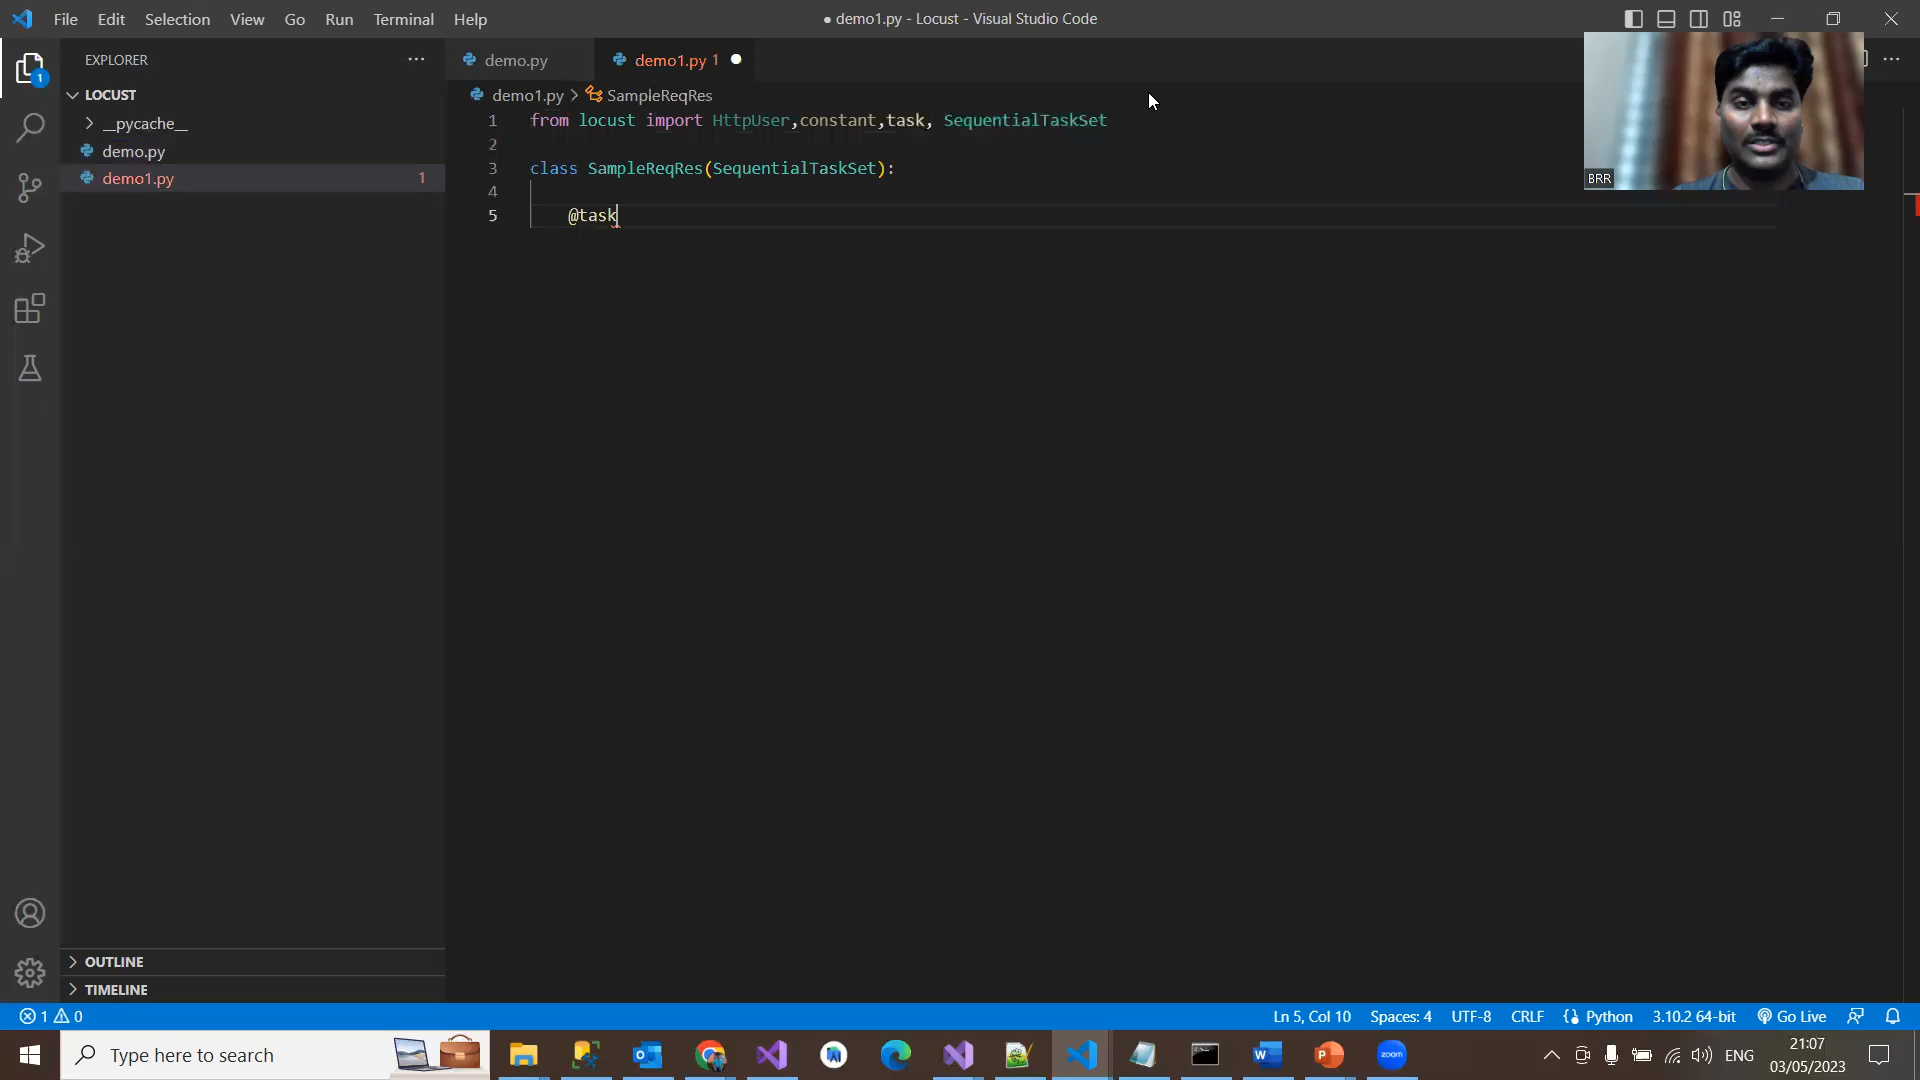 File Edit Selection View Go Run Terminal Help
● demo1.py - Locust - Visual Studio Code
EXPLORER
demo.py
demo1.py 1
LOCUST
__pycache__
demo.py
demo1.py 1
demo1.py > SampleReqRes
1 from locust import HttpUser,constant,task, SequentialTaskSet
2
3 class SampleReqRes(SequentialTaskSet):
4
5 @task
BRR
1
OUTLINE
TIMELINE
1 0
Ln 5, Col 10 Spaces: 4 UTF-8 CRLF Python 3.10.2 64-bit Go Live
Type here to search
zoom
ENG
21:07
03/05/2023